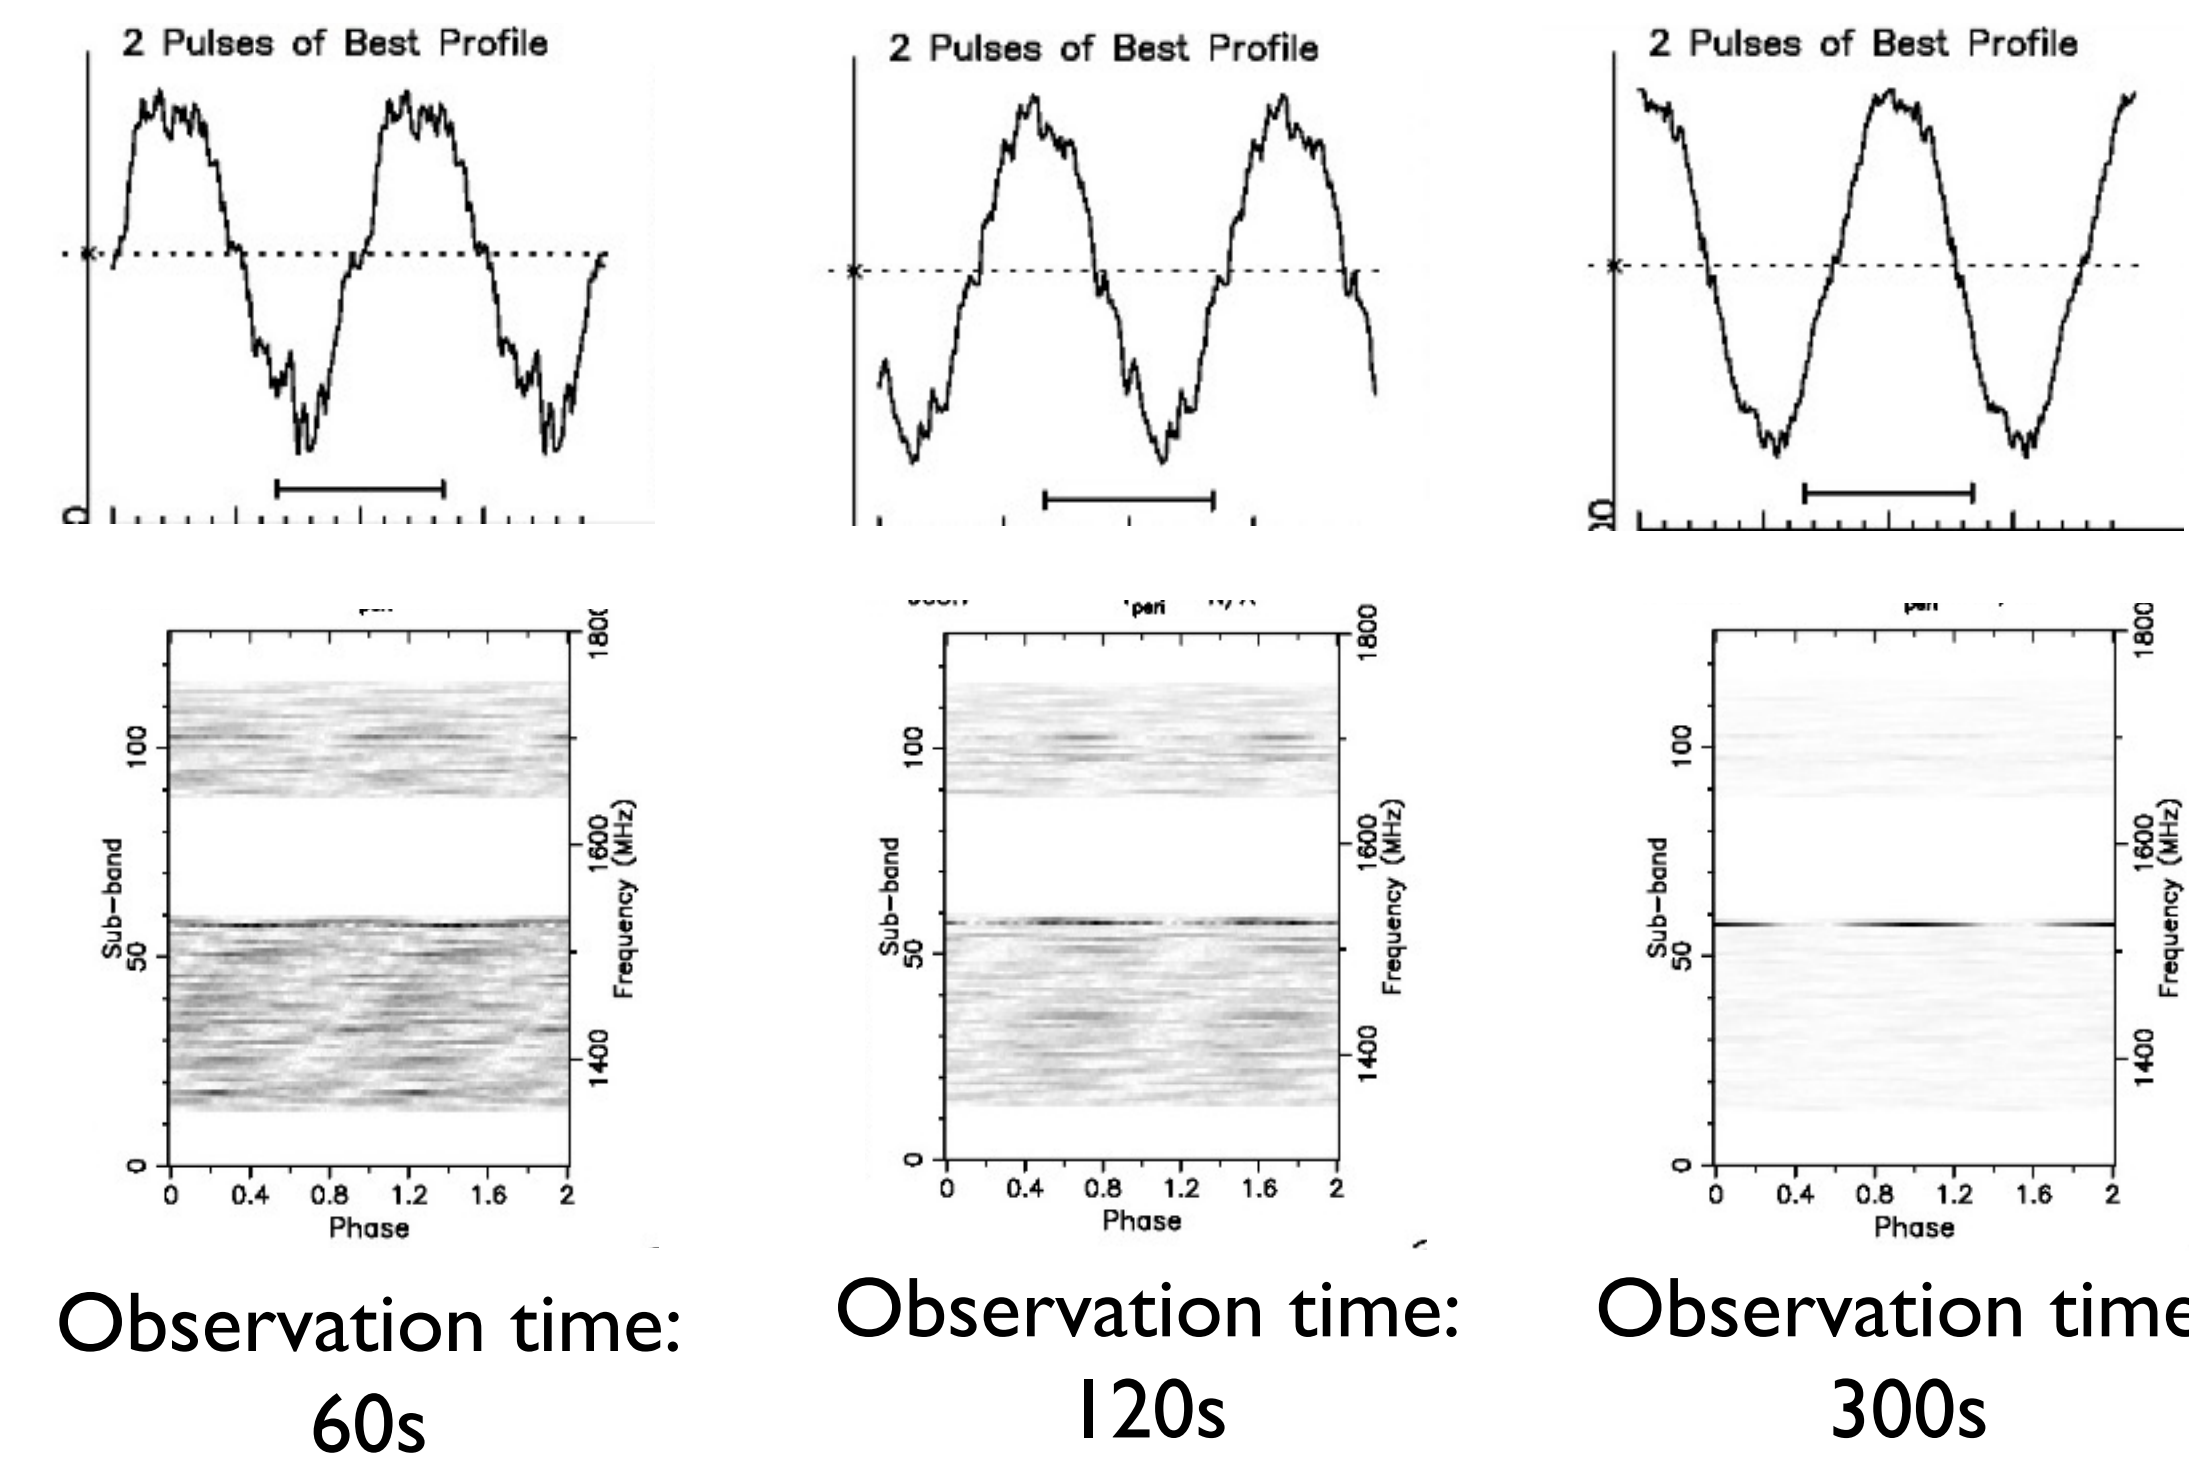 2 Pulses of Best Profile
2 Pulses of Best Profile
2 Pulses of Best Profile
peri
Sub-band
0
50
100
1400
1600
1800
Frequency (MHz)
0 0.4 0.8 1.2 1.6 2
Phase
Sub-band
0
50
100
1400
1600
1800
Frequency (MHz)
0 0.4 0.8 1.2 1.6 2
Phase
Sub-band
0
50
100
1400
1600
1800
Frequency (MHz)
0 0.4 0.8 1.2 1.6 2
Phase
Observation time:
60s
Observation time:
120s
Observation time
300s